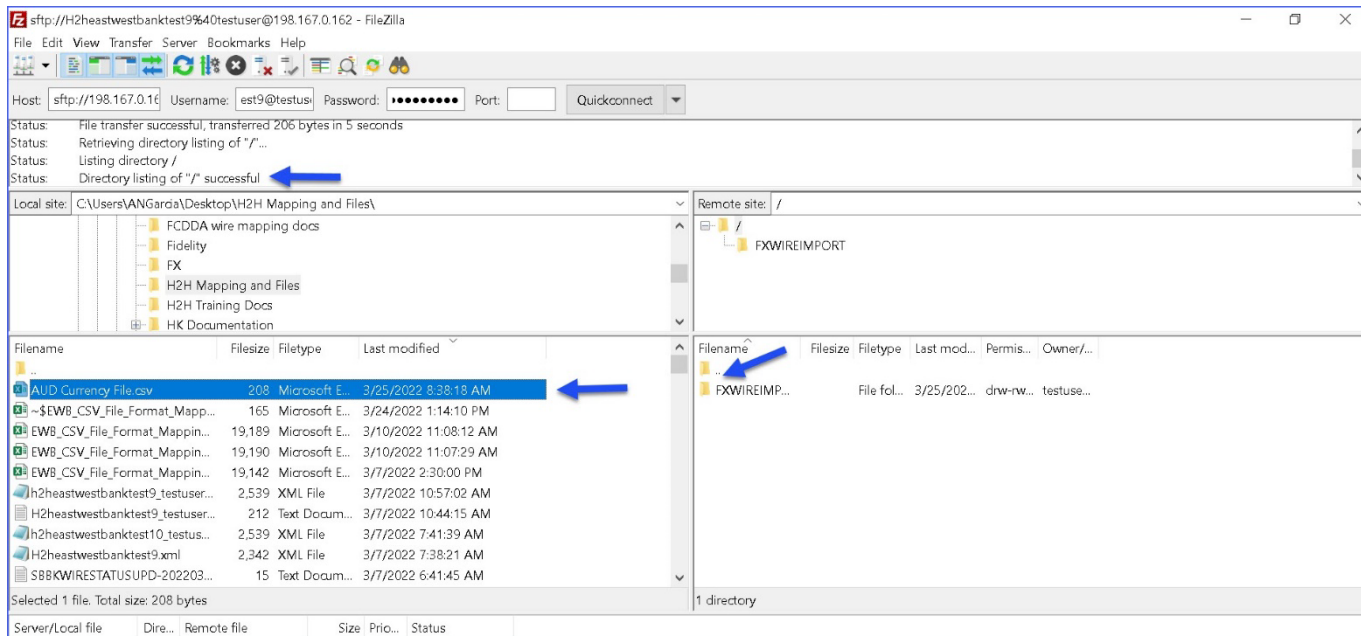 sftp://H2heastwestbanktest9%40testuser@198.167.0.162 - FileZilla
File Edit View Transfer Server Bookmarks Help
Host: sftp://198.167.0.16 Username: est9@testus Password: ●●●●●●●●● Port: Quickconnect
Status: File transfer successful, transferred 206 bytes in 5 seconds
Status: Retrieving directory listing of "/"...
Status: Listing directory /
Status: Directory listing of "/" successful
Local site: C:\Users\ANGarcia\Desktop\H2H Mapping and Files\
FCDDA wire mapping docs
Fidelity
FX
H2H Mapping and Files
H2H Training Docs
HK Documentation
Remote site: /
/
FXWIREIMPORT
Filename Filesize Filetype Last modified
..
AUD Currency File.csv 208 Microsoft E... 3/25/2022 8:38:18 AM
~$EWB_CSV_File_Format_Mapp... 165 Microsoft E... 3/24/2022 1:14:10 PM
EWB_CSV_File_Format_Mappin... 19,189 Microsoft E... 3/10/2022 11:08:12 AM
EWB_CSV_File_Format_Mappin... 19,190 Microsoft E... 3/10/2022 11:07:29 AM
EWB_CSV_File_Format_Mappin... 19,142 Microsoft E... 3/7/2022 2:30:00 PM
h2heastwestbanktest9_testuser... 2,539 XML File 3/7/2022 10:57:02 AM
H2heastwestbanktest9_testuser... 212 Text Docum... 3/7/2022 10:44:15 AM
h2heastwestbanktest10_testus... 2,539 XML File 3/7/2022 7:41:39 AM
H2heastwestbanktest9.xml 2,342 XML File 3/7/2022 7:38:21 AM
SBBKWIRESTATUSUPD-202203... 15 Text Docum... 3/7/2022 6:41:45 AM
Selected 1 file. Total size: 208 bytes
Filename Filesize Filetype Last mod... Permis... Owner/...
..
FXWIREIMP... File fol... 3/25/202... drw-rw... testuse...
1 directory
Server/Local file Dire... Remote file Size Prio... Status